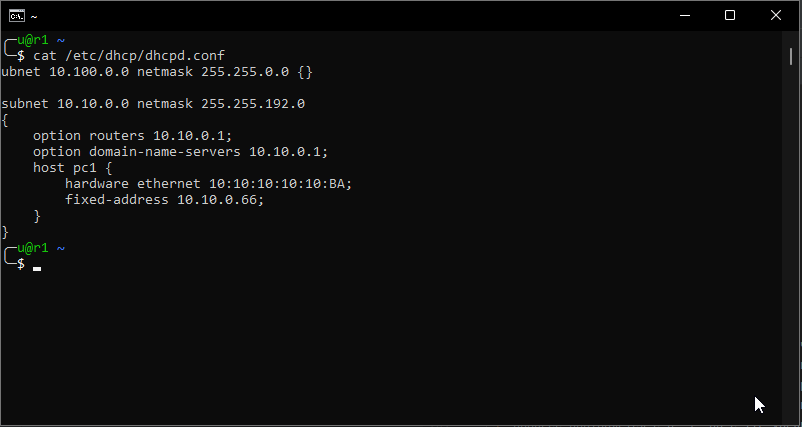 ~
╭─u@r1 ~
╰─$ cat /etc/dhcp/dhcpd.conf
ubnet 10.100.0.0 netmask 255.255.0.0 {}

subnet 10.10.0.0 netmask 255.255.192.0
{
    option routers 10.10.0.1;
    option domain-name-servers 10.10.0.1;
    host pc1 {
        hardware ethernet 10:10:10:10:10:BA;
        fixed-address 10.10.0.66;
    }
}
╭─u@r1 ~
╰─$